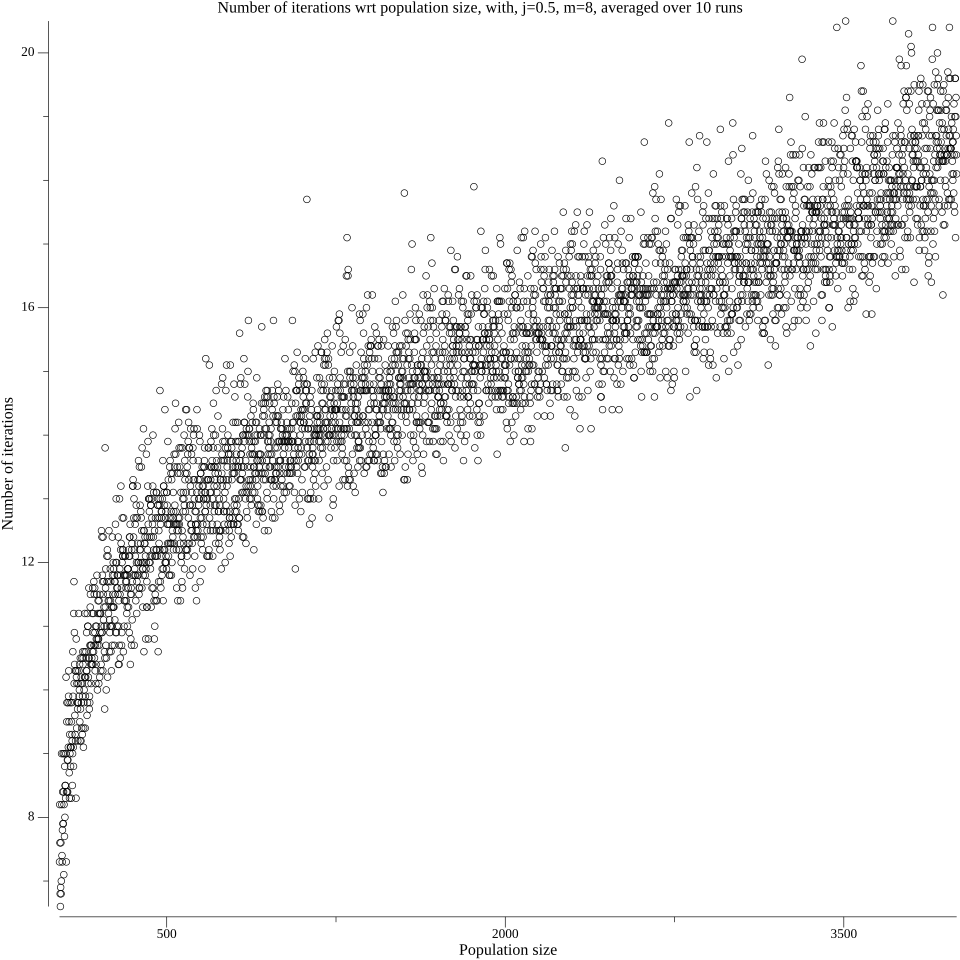 Number of iterations wrt population size, with, j=0.5, m=8, averaged over 10 runs
20
16
12
8
Number of iterations
500
2000
3500
Population size